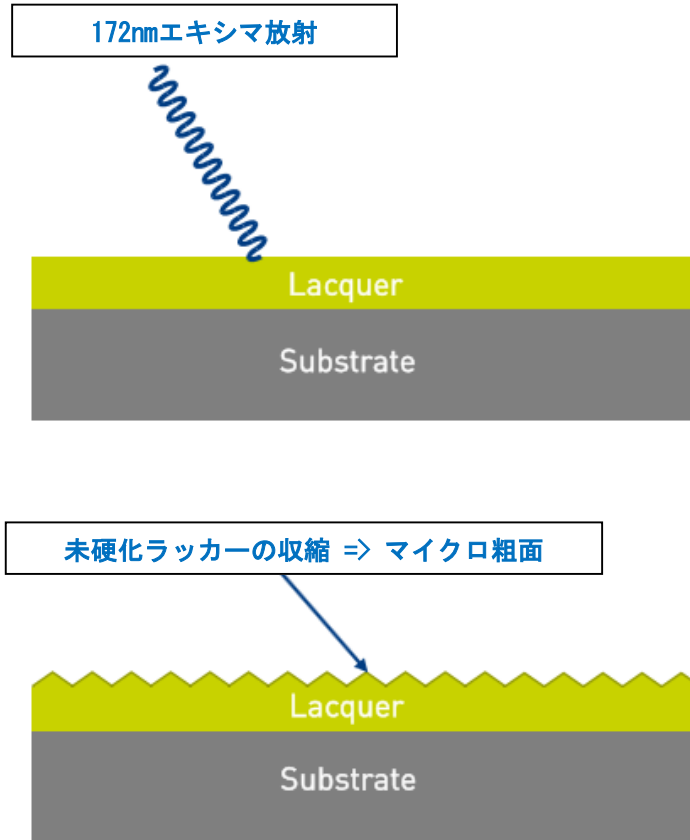 172nmエキシマ放射
Lacquer
Substrate
未硬化ラッカーの収縮 => マイクロ粗面
Lacquer
Substrate